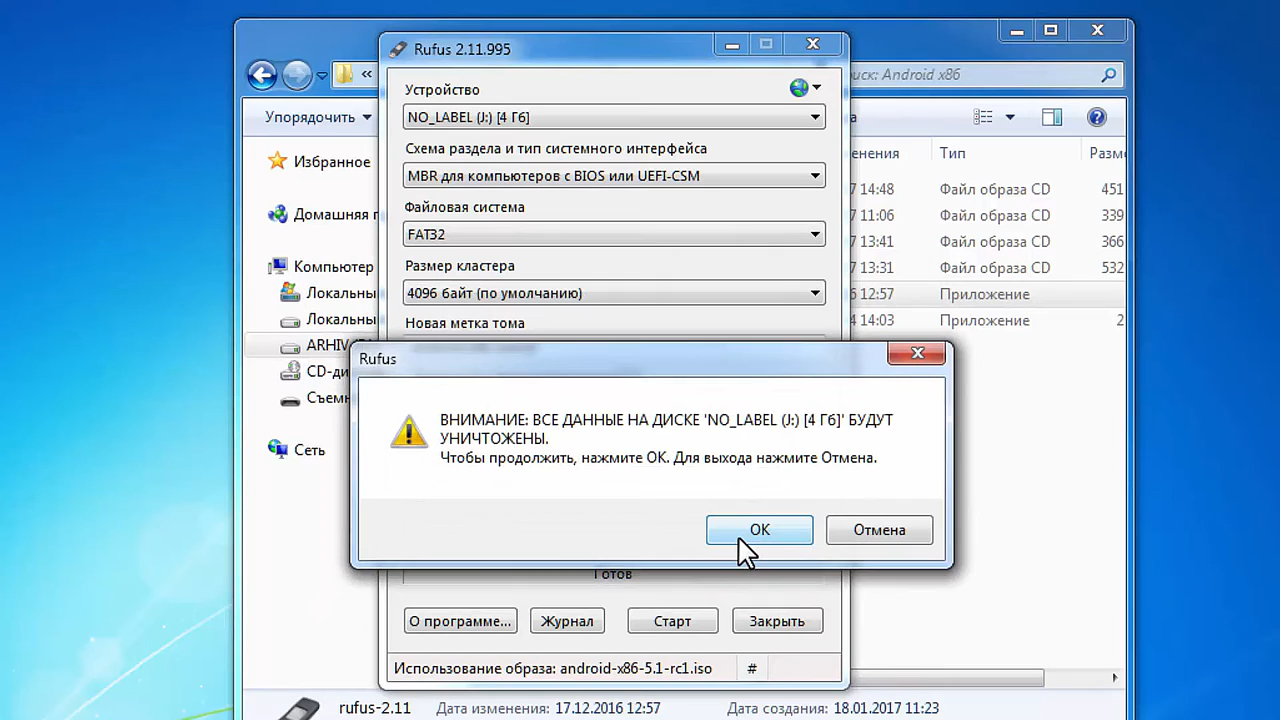 Rufus 2.11.995
«
уск: Android x86
Упорядочить
Устройство
NO_LABEL (J:) [4 Гб]
Схема раздела и тип системного интерфейса
MBR для компьютеров с BIOS или UEFI-CSM
Файловая система
FAT32
Размер кластера
4096 байт (по умолчанию)
Новая метка тома
Избранное
Домашняя г
Компьютер
Локальны
Локальны
ARHIV
CD-ди
Съемн
Сеть
енения Тип Разме
7 14:48 Файл образа CD 451
7 11:06 Файл образа CD 339
7 13:41 Файл образа CD 366
7 13:31 Файл образа CD 532
6 12:57 Приложение
4 14:03 Приложение 2
Rufus
ВНИМАНИЕ: ВСЕ ДАННЫЕ НА ДИСКЕ 'NO_LABEL (J:) [4 Гб]' БУДУТ
УНИЧТОЖЕНЫ.
Чтобы продолжить, нажмите OK. Для выхода нажмите Отмена.
OK Отмена
Готов
О программе... Журнал Старт Закрыть
Использование образа: android-x86-5.1-rc1.iso #
rufus-2.11 Дата изменения: 17.12.2016 12:57 Дата создания: 18.01.2017 11:23